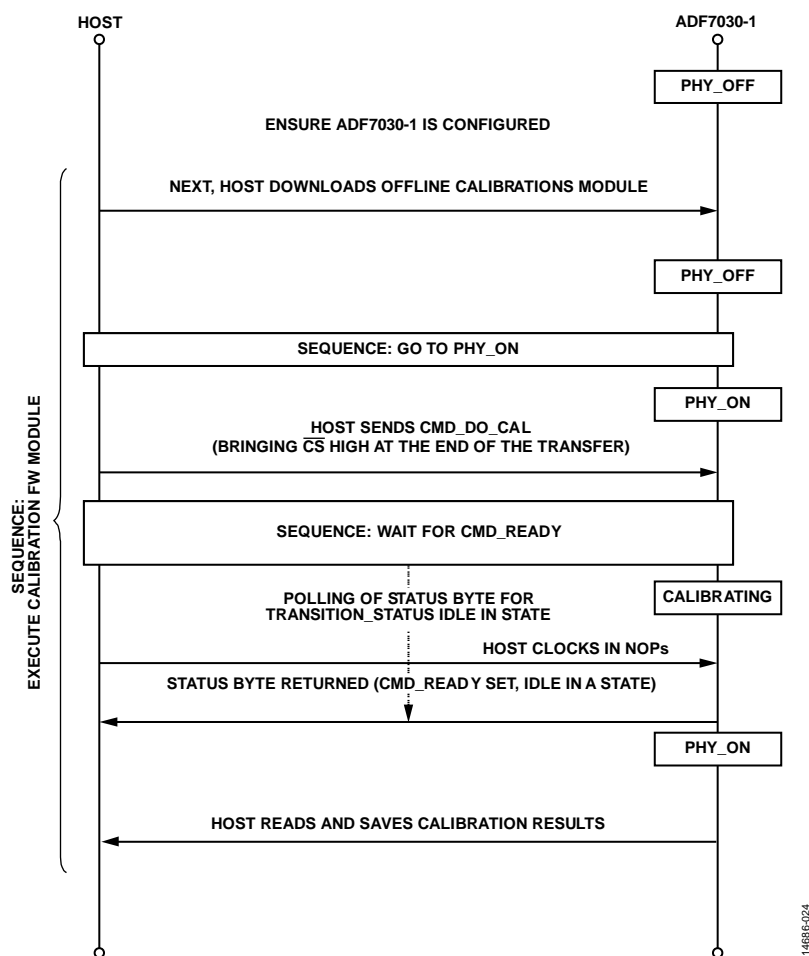 HOST
ADF7030-1
PHY_OFF
ENSURE ADF7030-1 IS CONFIGURED
NEXT, HOST DOWNLOADS OFFLINE CALIBRATIONS MODULE
PHY_OFF
SEQUENCE: GO TO PHY_ON
PHY_ON
HOST SENDS CMD_DO_CAL
(BRINGING C̅S̅ HIGH AT THE END OF THE TRANSFER)
SEQUENCE: WAIT FOR CMD_READY
SEQUENCE:
EXECUTE CALIBRATION FW MODULE
CALIBRATING
POLLING OF STATUS BYTE FOR
TRANSITION_STATUS IDLE IN STATE
HOST CLOCKS IN NOPs
STATUS BYTE RETURNED (CMD_READY SET, IDLE IN A STATE)
PHY_ON
HOST READS AND SAVES CALIBRATION RESULTS
14686-024